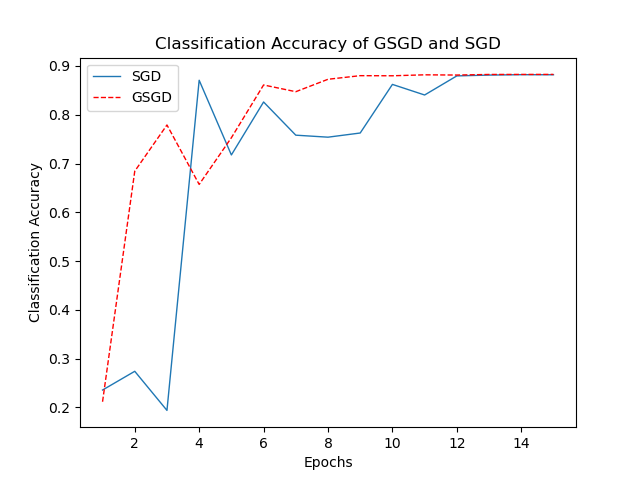 Classification Accuracy of GSGD and SGD
SGD
GSGD
Classification Accuracy
0.9
0.8
0.7
0.6
0.5
0.4
0.3
0.2
2 4 6 8 10 12 14
Epochs